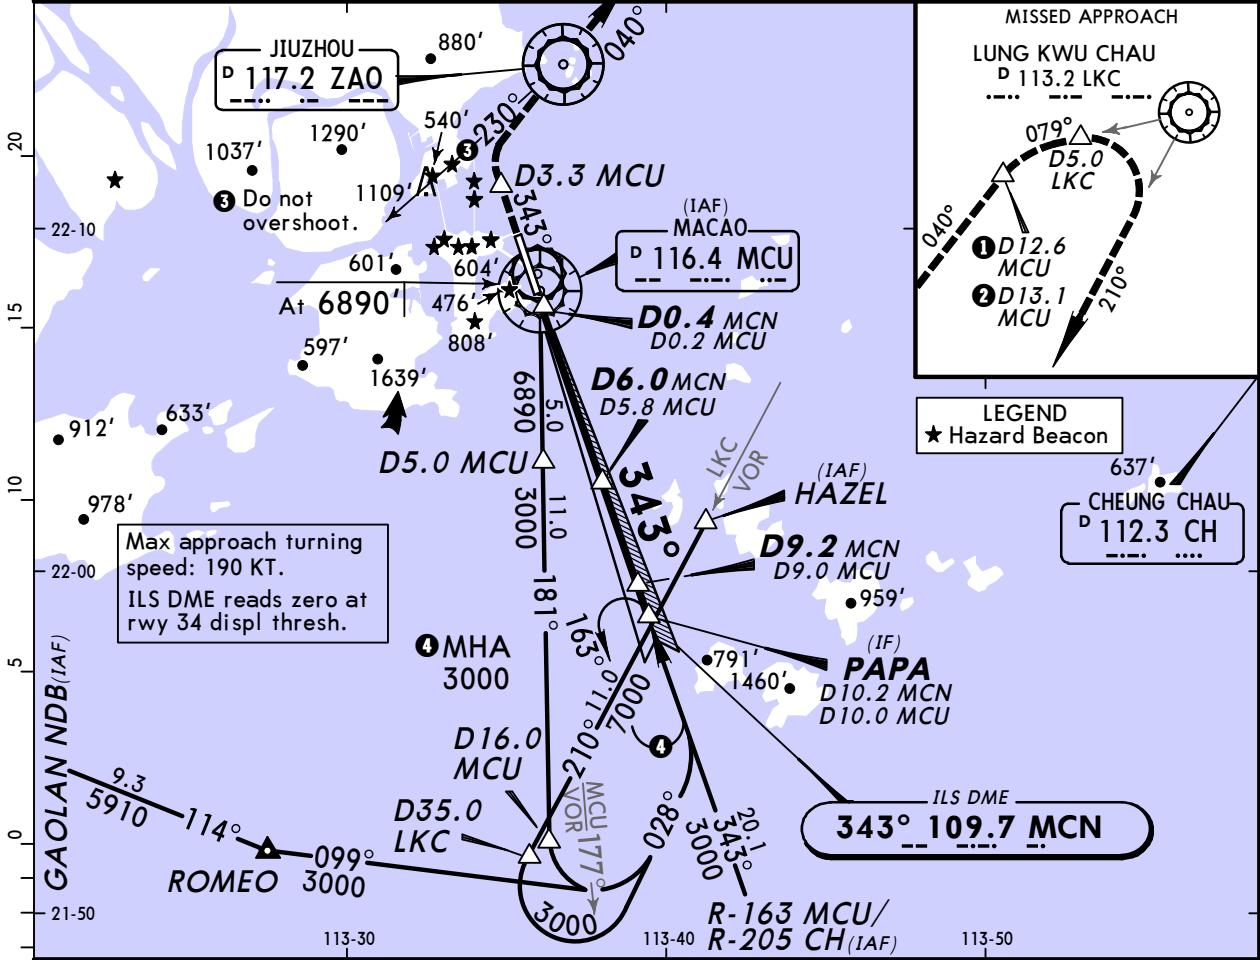 JIUZHOU
D 117.2 ZAO
880'
040°
230°
540'
1290'
1037'
3
3 Do not
overshoot.
1109'
D3.3 MCU
343°
(IAF)
MACAO
D 116.4 MCU
601'
604'
At 6890'
476'
808'
D0.4 MCN
D0.2 MCU
597'
1639'
D6.0 MCN
D5.8 MCU
6890
5.0
633'
912'
978'
D5.0 MCU
3000
11.0
343°
LKC
VOR
(IAF)
HAZEL
MISSED APPROACH
LUNG KWU CHAU
D 113.2 LKC
079°
D5.0
LKC
040°
1 D12.6
MCU
2 D13.1
MCU
210°
LEGEND
Hazard Beacon
637'
CHEUNG CHAU
D 112.3 CH
Max approach turning
speed: 190 KT.
ILS DME reads zero at
rwy 34 displ thresh.
D9.2 MCN
D9.0 MCU
959'
181°
163°
4 MHA
3000
(IF)
PAPA
D10.2 MCN
D10.0 MCU
791'
1460'
11.0
7000
210°
4
D16.0
MCU
D35.0
LKC
MCU
VOR
177°
028°
20.1
343°
3000
ILS DME
343° 109.7 MCN
GAOLAN NDB (IAF)
9.3
5910
114°
ROMEO
099°
3000
3000
R-163 MCU/
R-205 CH (IAF)
20
22-10
15
10
22-00
5
0
21-50
113-30
113-40
113-50